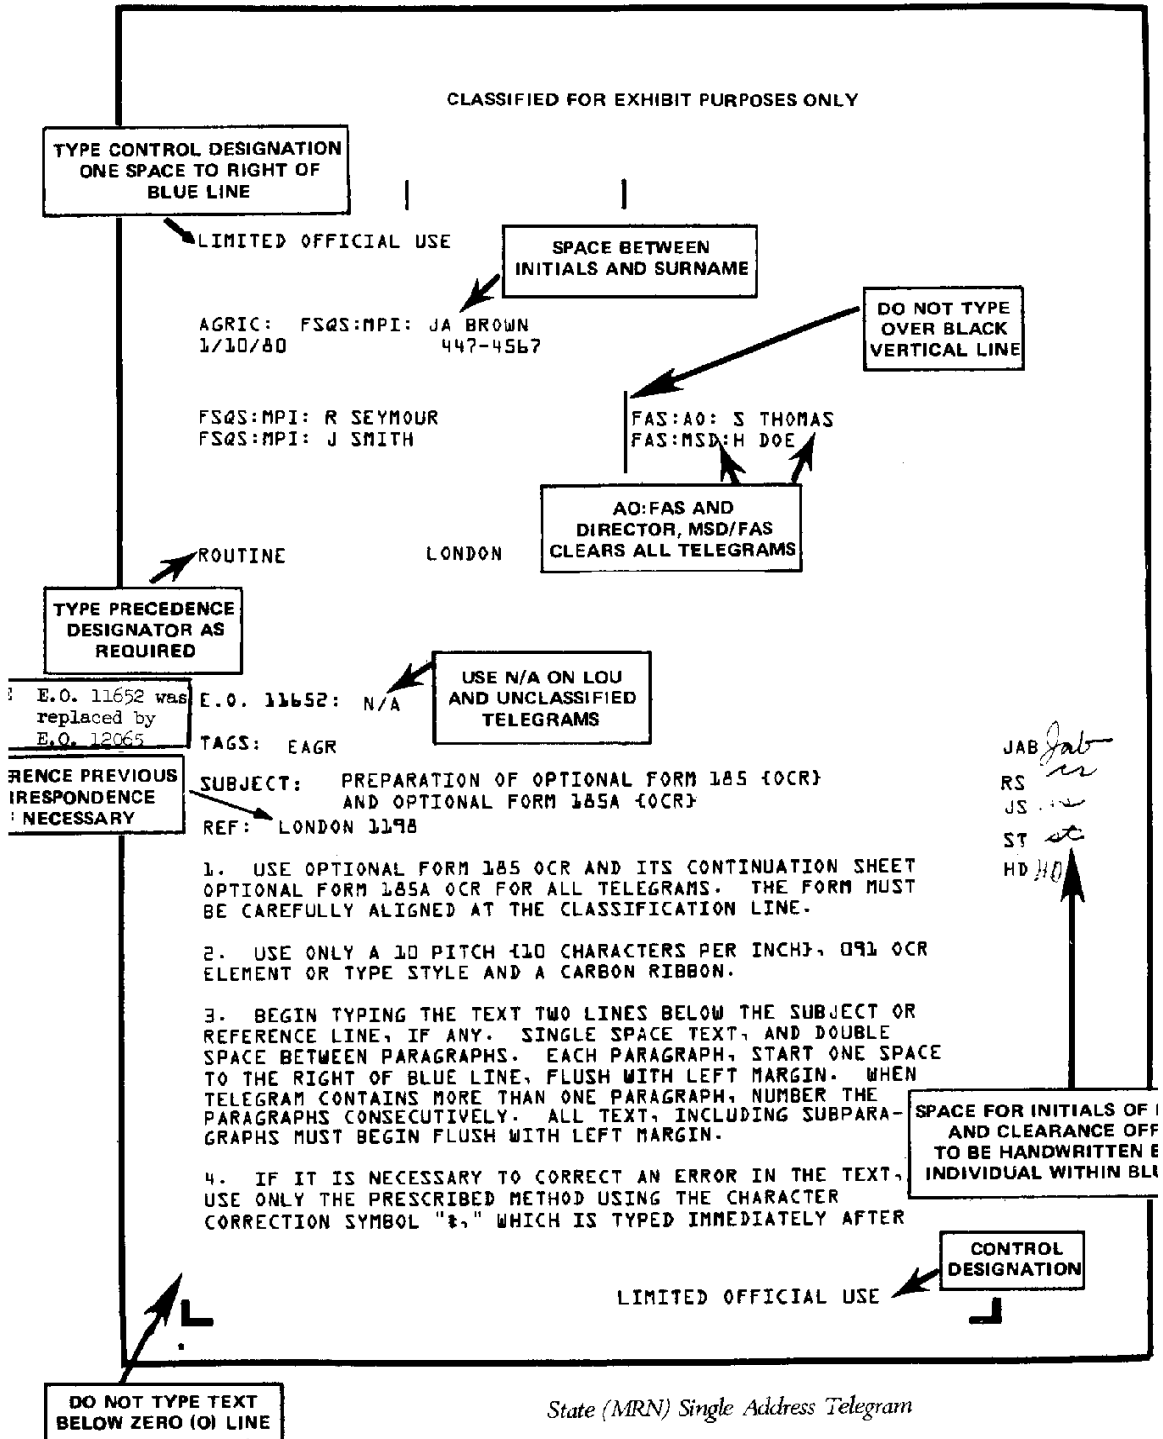 CLASSIFIED FOR EXHIBIT PURPOSES ONLY
TYPE CONTROL DESIGNATION
ONE SPACE TO RIGHT OF
BLUE LINE
LIMITED OFFICIAL USE
SPACE BETWEEN
INITIALS AND SURNAME
AGRIC: FSQS:MPI: JA BROWN
1/10/80 447-4567
DO NOT TYPE
OVER BLACK
VERTICAL LINE
FSQS:MPI: R SEYMOUR
FSQS:MPI: J SMITH
FAS:AO: S THOMAS
FAS:MSD:H DOE
AO:FAS AND
DIRECTOR, MSD/FAS
CLEARS ALL TELEGRAMS
ROUTINE LONDON
TYPE PRECEDENCE
DESIGNATOR AS
REQUIRED
USE N/A ON LOU
AND UNCLASSIFIED
TELEGRAMS
E.O. 11652 was
replaced by
E.O. 12065
E.O. 11652: N/A
TAGS: EAGR
RENCE PREVIOUS
RRESPONDENCE
NECESSARY
SUBJECT: PREPARATION OF OPTIONAL FORM 185 {OCR}
AND OPTIONAL FORM 185A {OCR}
REF: LONDON 1198
JAB Jab
RS rs
JS
ST st
HD HD
1. USE OPTIONAL FORM 185 OCR AND ITS CONTINUATION SHEET
OPTIONAL FORM 185A OCR FOR ALL TELEGRAMS. THE FORM MUST
BE CAREFULLY ALIGNED AT THE CLASSIFICATION LINE.
2. USE ONLY A 10 PITCH {10 CHARACTERS PER INCH}, 091 OCR
ELEMENT OR TYPE STYLE AND A CARBON RIBBON.
3. BEGIN TYPING THE TEXT TWO LINES BELOW THE SUBJECT OR
REFERENCE LINE, IF ANY. SINGLE SPACE TEXT, AND DOUBLE
SPACE BETWEEN PARAGRAPHS. EACH PARAGRAPH, START ONE SPACE
TO THE RIGHT OF BLUE LINE, FLUSH WITH LEFT MARGIN. WHEN
TELEGRAM CONTAINS MORE THAN ONE PARAGRAPH, NUMBER THE
PARAGRAPHS CONSECUTIVELY. ALL TEXT, INCLUDING SUBPARA-
GRAPHS MUST BEGIN FLUSH WITH LEFT MARGIN.
SPACE FOR INITIALS OF
AND CLEARANCE OFF
TO BE HANDWRITTEN
INDIVIDUAL WITHIN BLU
4. IF IT IS NECESSARY TO CORRECT AN ERROR IN THE TEXT,
USE ONLY THE PRESCRIBED METHOD USING THE CHARACTER
CORRECTION SYMBOL ", " WHICH IS TYPED IMMEDIATELY AFTER
CONTROL
DESIGNATION
LIMITED OFFICIAL USE
DO NOT TYPE TEXT
BELOW ZERO (0) LINE
State (MRN) Single Address Telegram